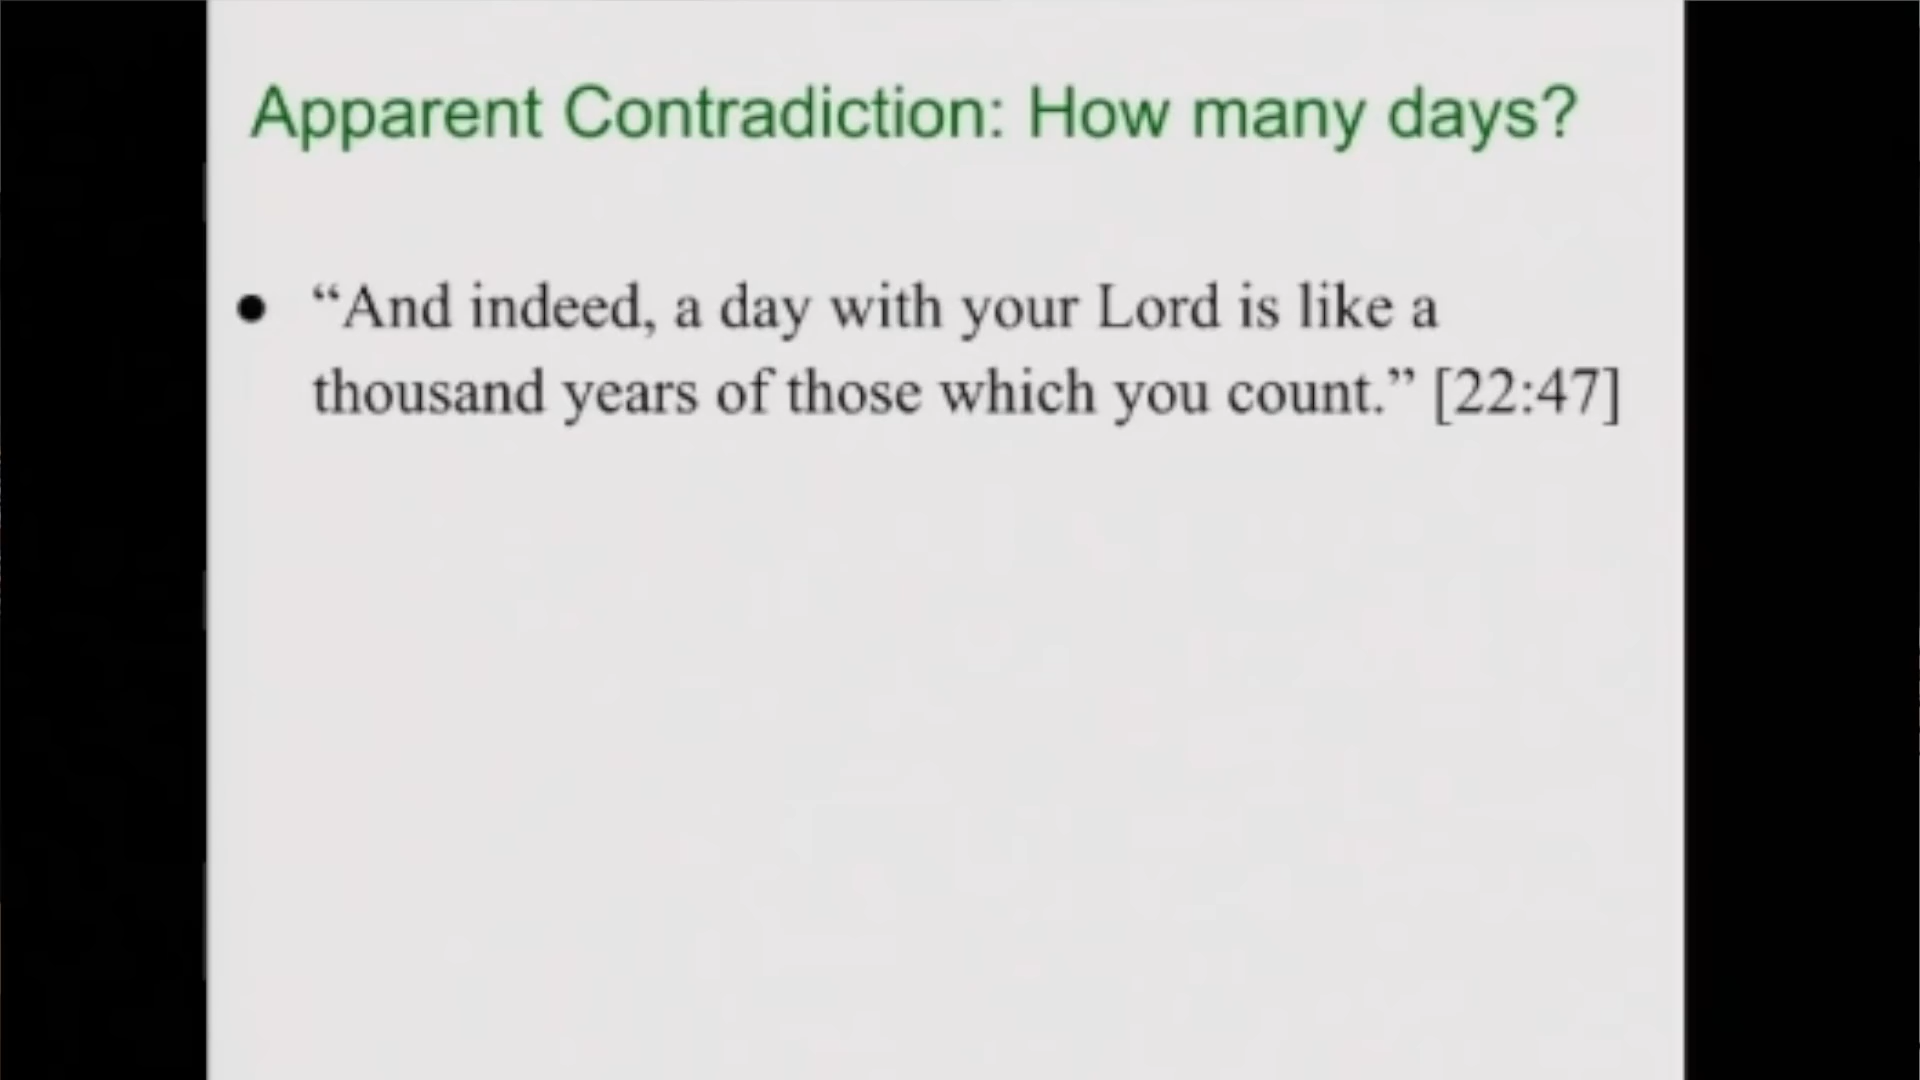 Apparent Contradiction: How many days?
● “And indeed, a day with your Lord is like a
thousand years of those which you count.” [22:47]